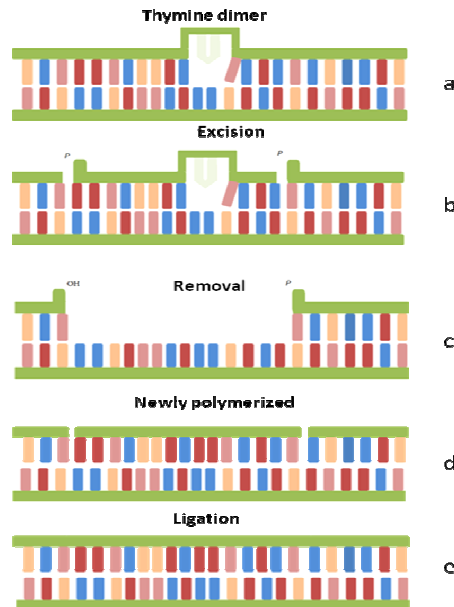 Thymine dimer
a
Excision
P
P
b
OH
Removal
P
c
Newly polymerized
d
Ligation
e